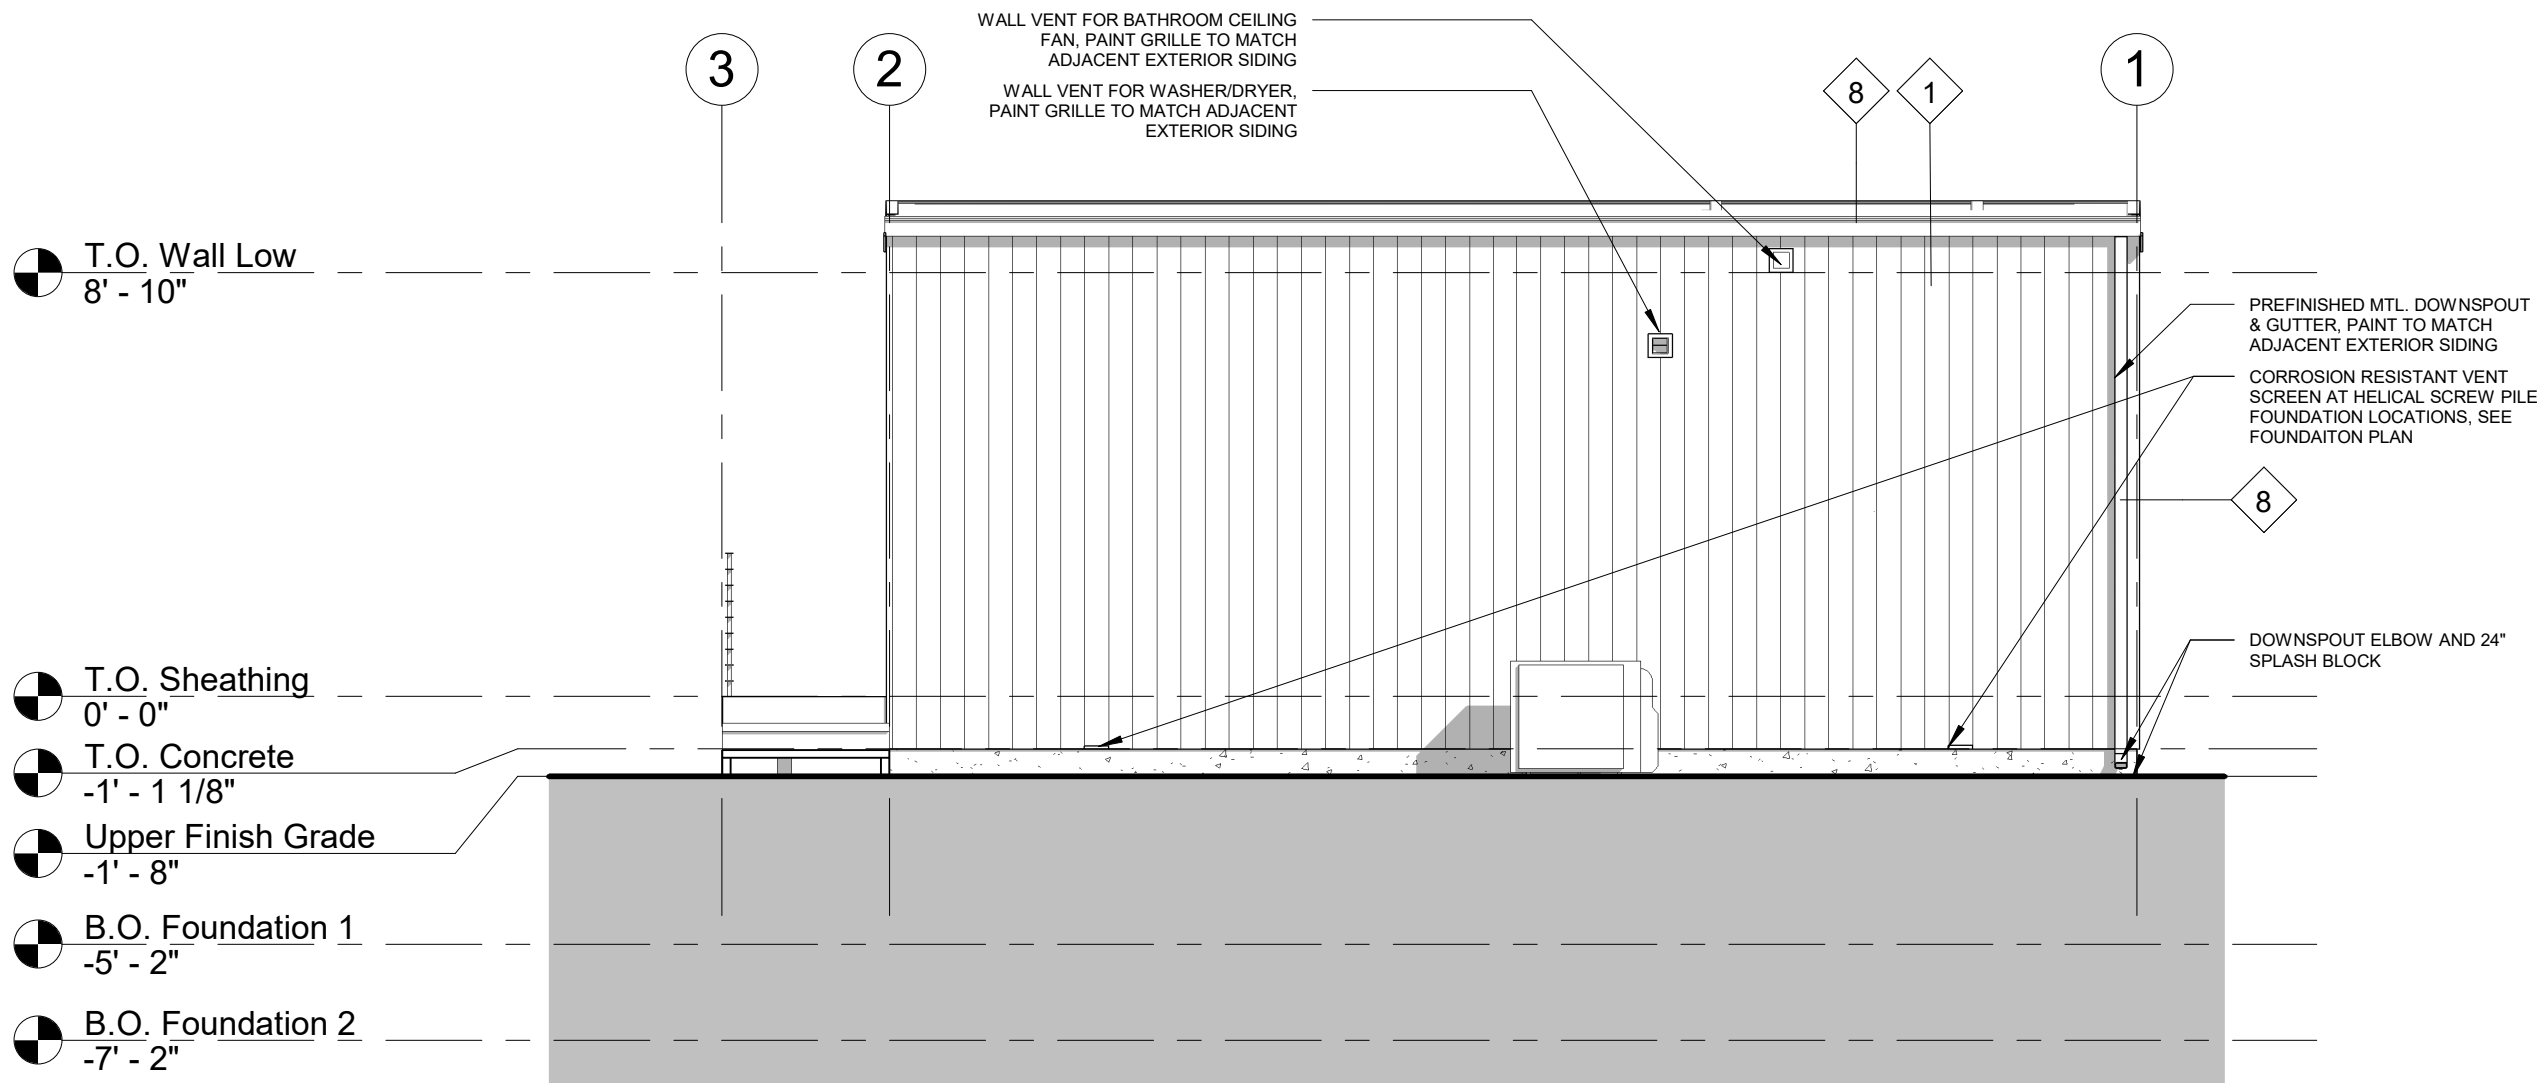 WALL VENT FOR BATHROOM CEILING
FAN, PAINT GRILLE TO MATCH
ADJACENT EXTERIOR SIDING
3
2
8
1
1
WALL VENT FOR WASHER/DRYER,
PAINT GRILLE TO MATCH ADJACENT
EXTERIOR SIDING
T.O. Wall Low
8' - 10"
PREFINISHED MTL. DOWNSPOUT
& GUTTER, PAINT TO MATCH
ADJACENT EXTERIOR SIDING
CORROSION RESISTANT VENT
SCREEN AT HELICAL SCREW PILE
FOUNDATION LOCATIONS, SEE
FOUNDAITON PLAN
8
DOWNSPOUT ELBOW AND 24"
SPLASH BLOCK
T.O. Sheathing
0' - 0"
T.O. Concrete
-1' - 1 1/8"
Upper Finish Grade
-1' - 8"
B.O. Foundation 1
-5' - 2"
B.O. Foundation 2
-7' - 2"